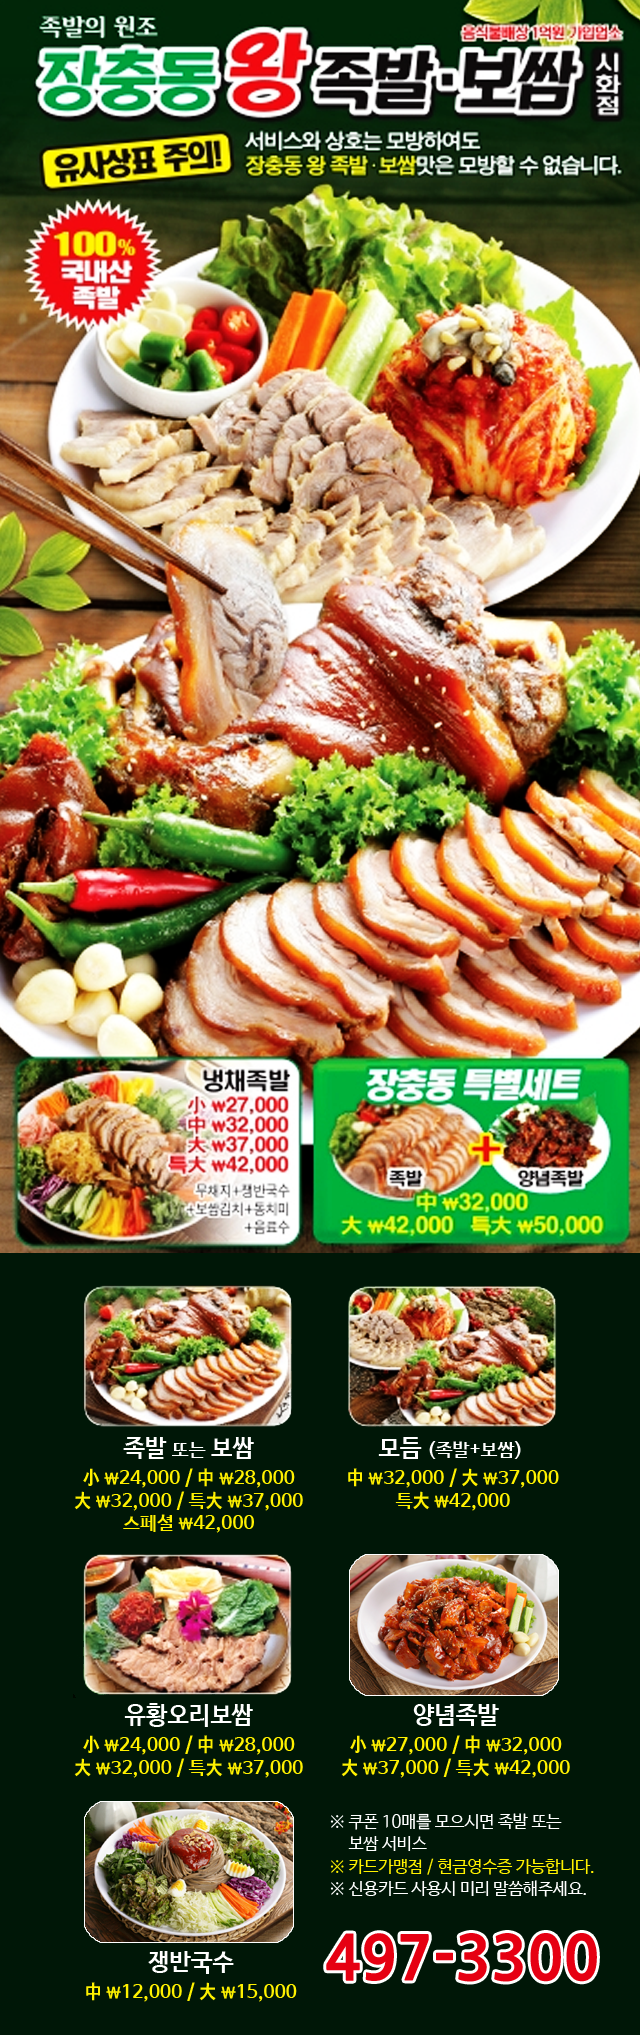 족발의 원조
음식물배상 1억원 가입업소
장충동 왕 족발·보쌈 시화점
유사상표 주의!
서비스와 상호는 모방하여도
장충동 왕 족발·보쌈맛은 모방할 수 없습니다.
100%
국내산
족발
냉채족발
小 ₩27,000
中 ₩32,000
大 ₩37,000
특大 ₩42,000
무채지+쟁반국수
+보쌈김치+동치미
+음료수
장충동 특별세트
족발 + 양념족발
中 ₩32,000
大 ₩42,000 특大 ₩50,000
족발 또는 보쌈
小 ₩24,000 / 中 ₩28,000
大 ₩32,000 / 특大 ₩37,000
스페셜 ₩42,000
모듬 (족발+보쌈)
中 ₩32,000 / 大 ₩37,000
특大 ₩42,000
유황오리보쌈
小 ₩24,000 / 中 ₩28,000
大 ₩32,000 / 특大 ₩37,000
양념족발
小 ₩27,000 / 中 ₩32,000
大 ₩37,000 / 특大 ₩42,000
쟁반국수
中 ₩12,000 / 大 ₩15,000
※ 쿠폰 10매를 모으시면 족발 또는
보쌈 서비스
※ 카드가맹점 / 현금영수증 가능합니다.
※ 신용카드 사용시 미리 말씀해주세요.
497-3300